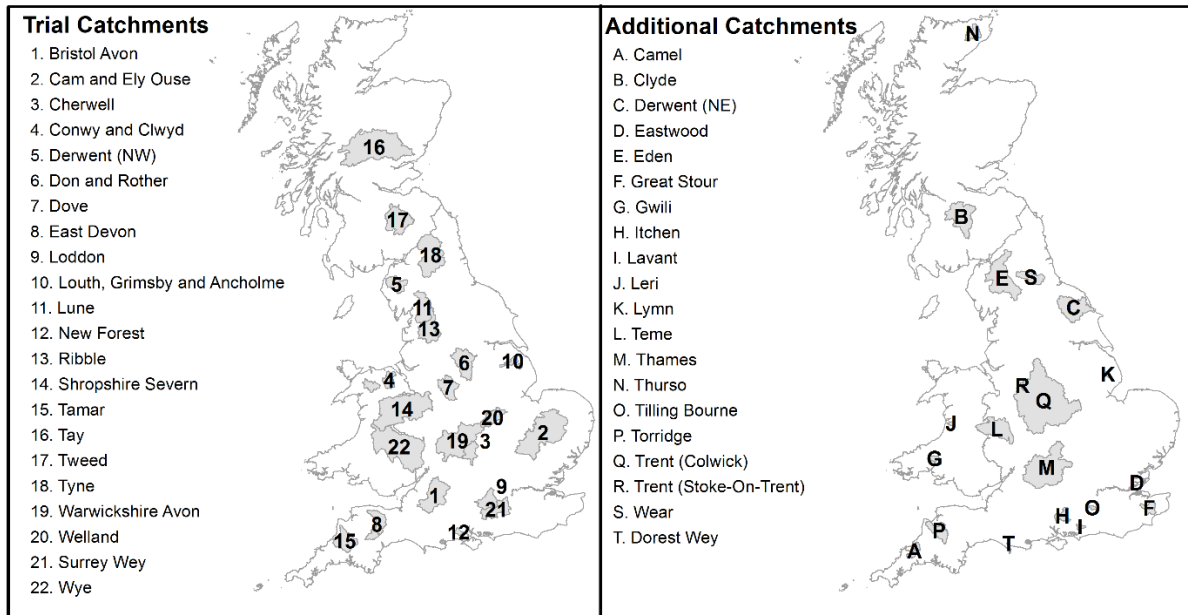 Trial Catchments
1. Bristol Avon
2. Cam and Ely Ouse
3. Cherwell
4. Conwy and Clwyd
5. Derwent (NW)
6. Don and Rother
7. Dove
8. East Devon
9. Loddon
10. Louth, Grimsby and Ancholme
11. Lune
12. New Forest
13. Ribble
14. Shropshire Severn
15. Tamar
16. Tay
17. Tweed
18. Tyne
19. Warwickshire Avon
20. Welland
21. Surrey Wey
22. Wye
16
17
18
5
11
13
6
10
4
7
14
20
2
22
19
3
1
9
21
8
12
15
Additional Catchments
A. Camel
B. Clyde
C. Derwent (NE)
D. Eastwood
E. Eden
F. Great Stour
G. Gwili
H. Itchen
I. Lavant
J. Leri
K. Lymn
L. Teme
M. Thames
N. Thurso
O. Tilling Bourne
P. Torridge
Q. Trent (Colwick)
R. Trent (Stoke-On-Trent)
S. Wear
T. Dorest Wey
N
B
E
S
C
K
R
Q
J
L
G
M
D
O
F
H
I
P
T
A